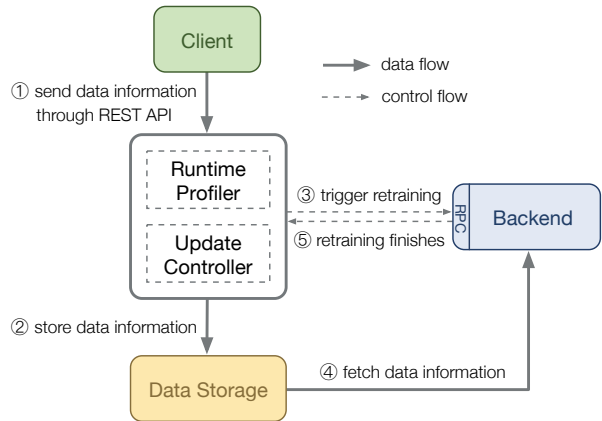 Client
data flow
control flow
① send data information
through REST API
Runtime
Profiler
③ trigger retraining
RPC
Backend
Update
Controller
⑤ retraining finishes
② store data information
Data Storage
④ fetch data information